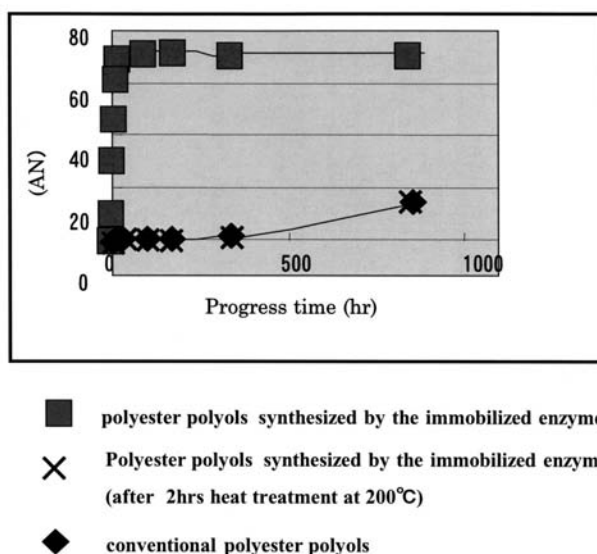 80
60
40
20
0
(AN)
0 500 1000
Progress time (hr)
polyester polyols synthesized by the immobilized enzyme
Polyester polyols synthesized by the immobilized enzym
(after 2hrs heat treatment at 200℃)
conventional polyester polyols